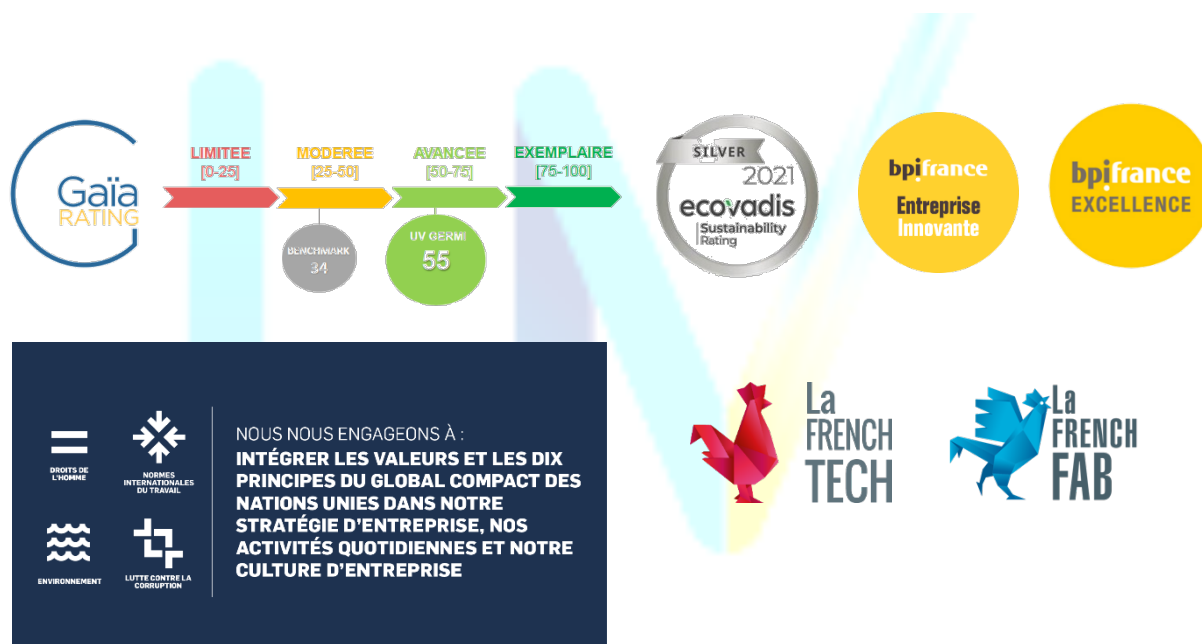 Gaïa
RATING
LIMITEE
[0-25]
MODEREE
[25-50]
AVANCEE
[50-75]
EXEMPLAIRE
[75-100]
BENCHMARK
34
UV GERMI
55
SILVER
2021
ecovadis
Sustainability
Rating
bpifrance
Entreprise
Innovante
bpifrance
EXCELLENCE
DROITS DE
L'HOMME
NORMES
INTERNATIONALES
DU TRAVAIL
ENVIRONNEMENT
LUTTE CONTRE LA
CORRUPTION
NOUS NOUS ENGAGEONS À :
INTÉGRER LES VALEURS ET LES DIX
PRINCIPES DU GLOBAL COMPACT DES
NATIONS UNIES DANS NOTRE
STRATÉGIE D'ENTREPRISE, NOS
ACTIVITÉS QUOTIDIENNES ET NOTRE
CULTURE D'ENTREPRISE
La
FRENCH
TECH
La
FRENCH
FAB